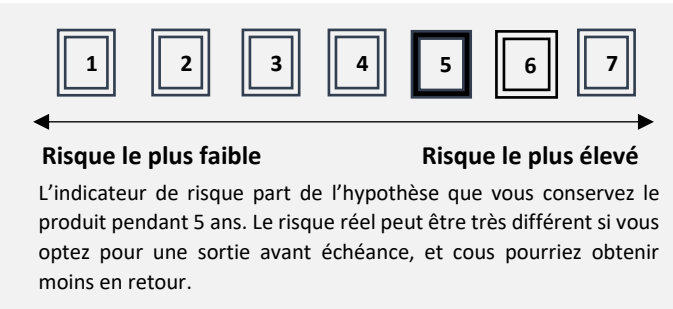 1 2 3 4 5 6 7
Risque le plus faible Risque le plus élevé
L’indicateur de risque part de l’hypothèse que vous conservez le
produit pendant 5 ans. Le risque réel peut être très différent si vous
optez pour une sortie avant échéance, et cous pourriez obtenir
moins en retour.